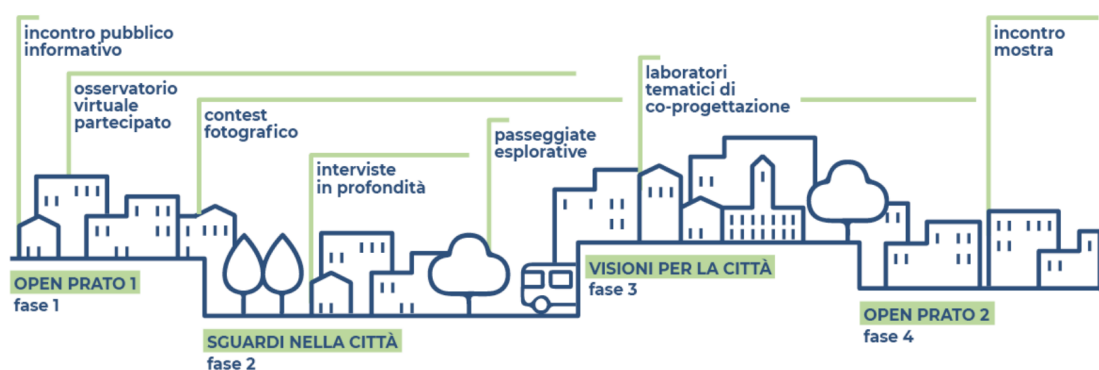 incontro pubblico
informativo
osservatorio
virtuale
partecipato
contest
fotografico
interviste
in profondità
passeggiate
esplorative
laboratori
tematici di
co-progettazione
incontro
mostra
OPEN PRATO 1
fase 1
SGUARDI NELLA CITTÀ
fase 2
VISIONI PER LA CITTÀ
fase 3
OPEN PRATO 2
fase 4